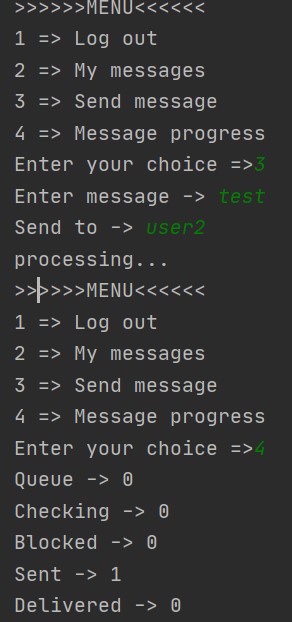 >>>>>>MENU<<<<<<
1 => Log out
2 => My messages
3 => Send message
4 => Message progress
Enter your choice =>3
Enter message -> test
Send to -> user2
processing...
>>>>>>MENU<<<<<<
1 => Log out
2 => My messages
3 => Send message
4 => Message progress
Enter your choice =>4
Queue -> 0
Checking -> 0
Blocked -> 0
Sent -> 1
Delivered -> 0